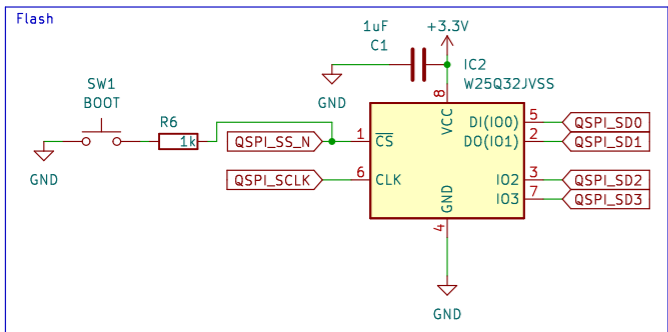 Flash
1uF
C1
+3.3V
GND
IC2
W25Q32JVSS
SW1
BOOT
R6
1k
GND
QSPI_SS_N
QSPI_SCLK
1
6
8
4
CS
CLK
VCC
GND
DI(IO0)
DO(IO1)
IO2
IO3
5
2
3
7
QSPI_SD0
QSPI_SD1
QSPI_SD2
QSPI_SD3
GND